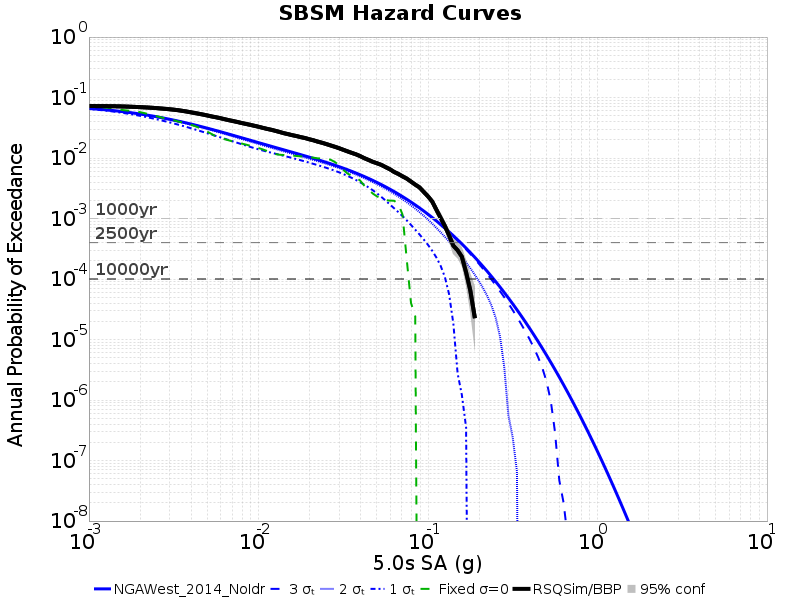 SBSM Hazard Curves
Annual Probability of Exceedance
10^0
10^-1
10^-2
10^-3
10^-4
10^-5
10^-6
10^-7
10^-8
1000yr
2500yr
10000yr
10^-3 10^-2 10^-1 10^0 10^1
5.0s SA (g)
NGAWest_2014_NoIdr 3 σₜ 2 σₜ 1 σₜ Fixed σ=0 RSQSim/BBP 95% conf